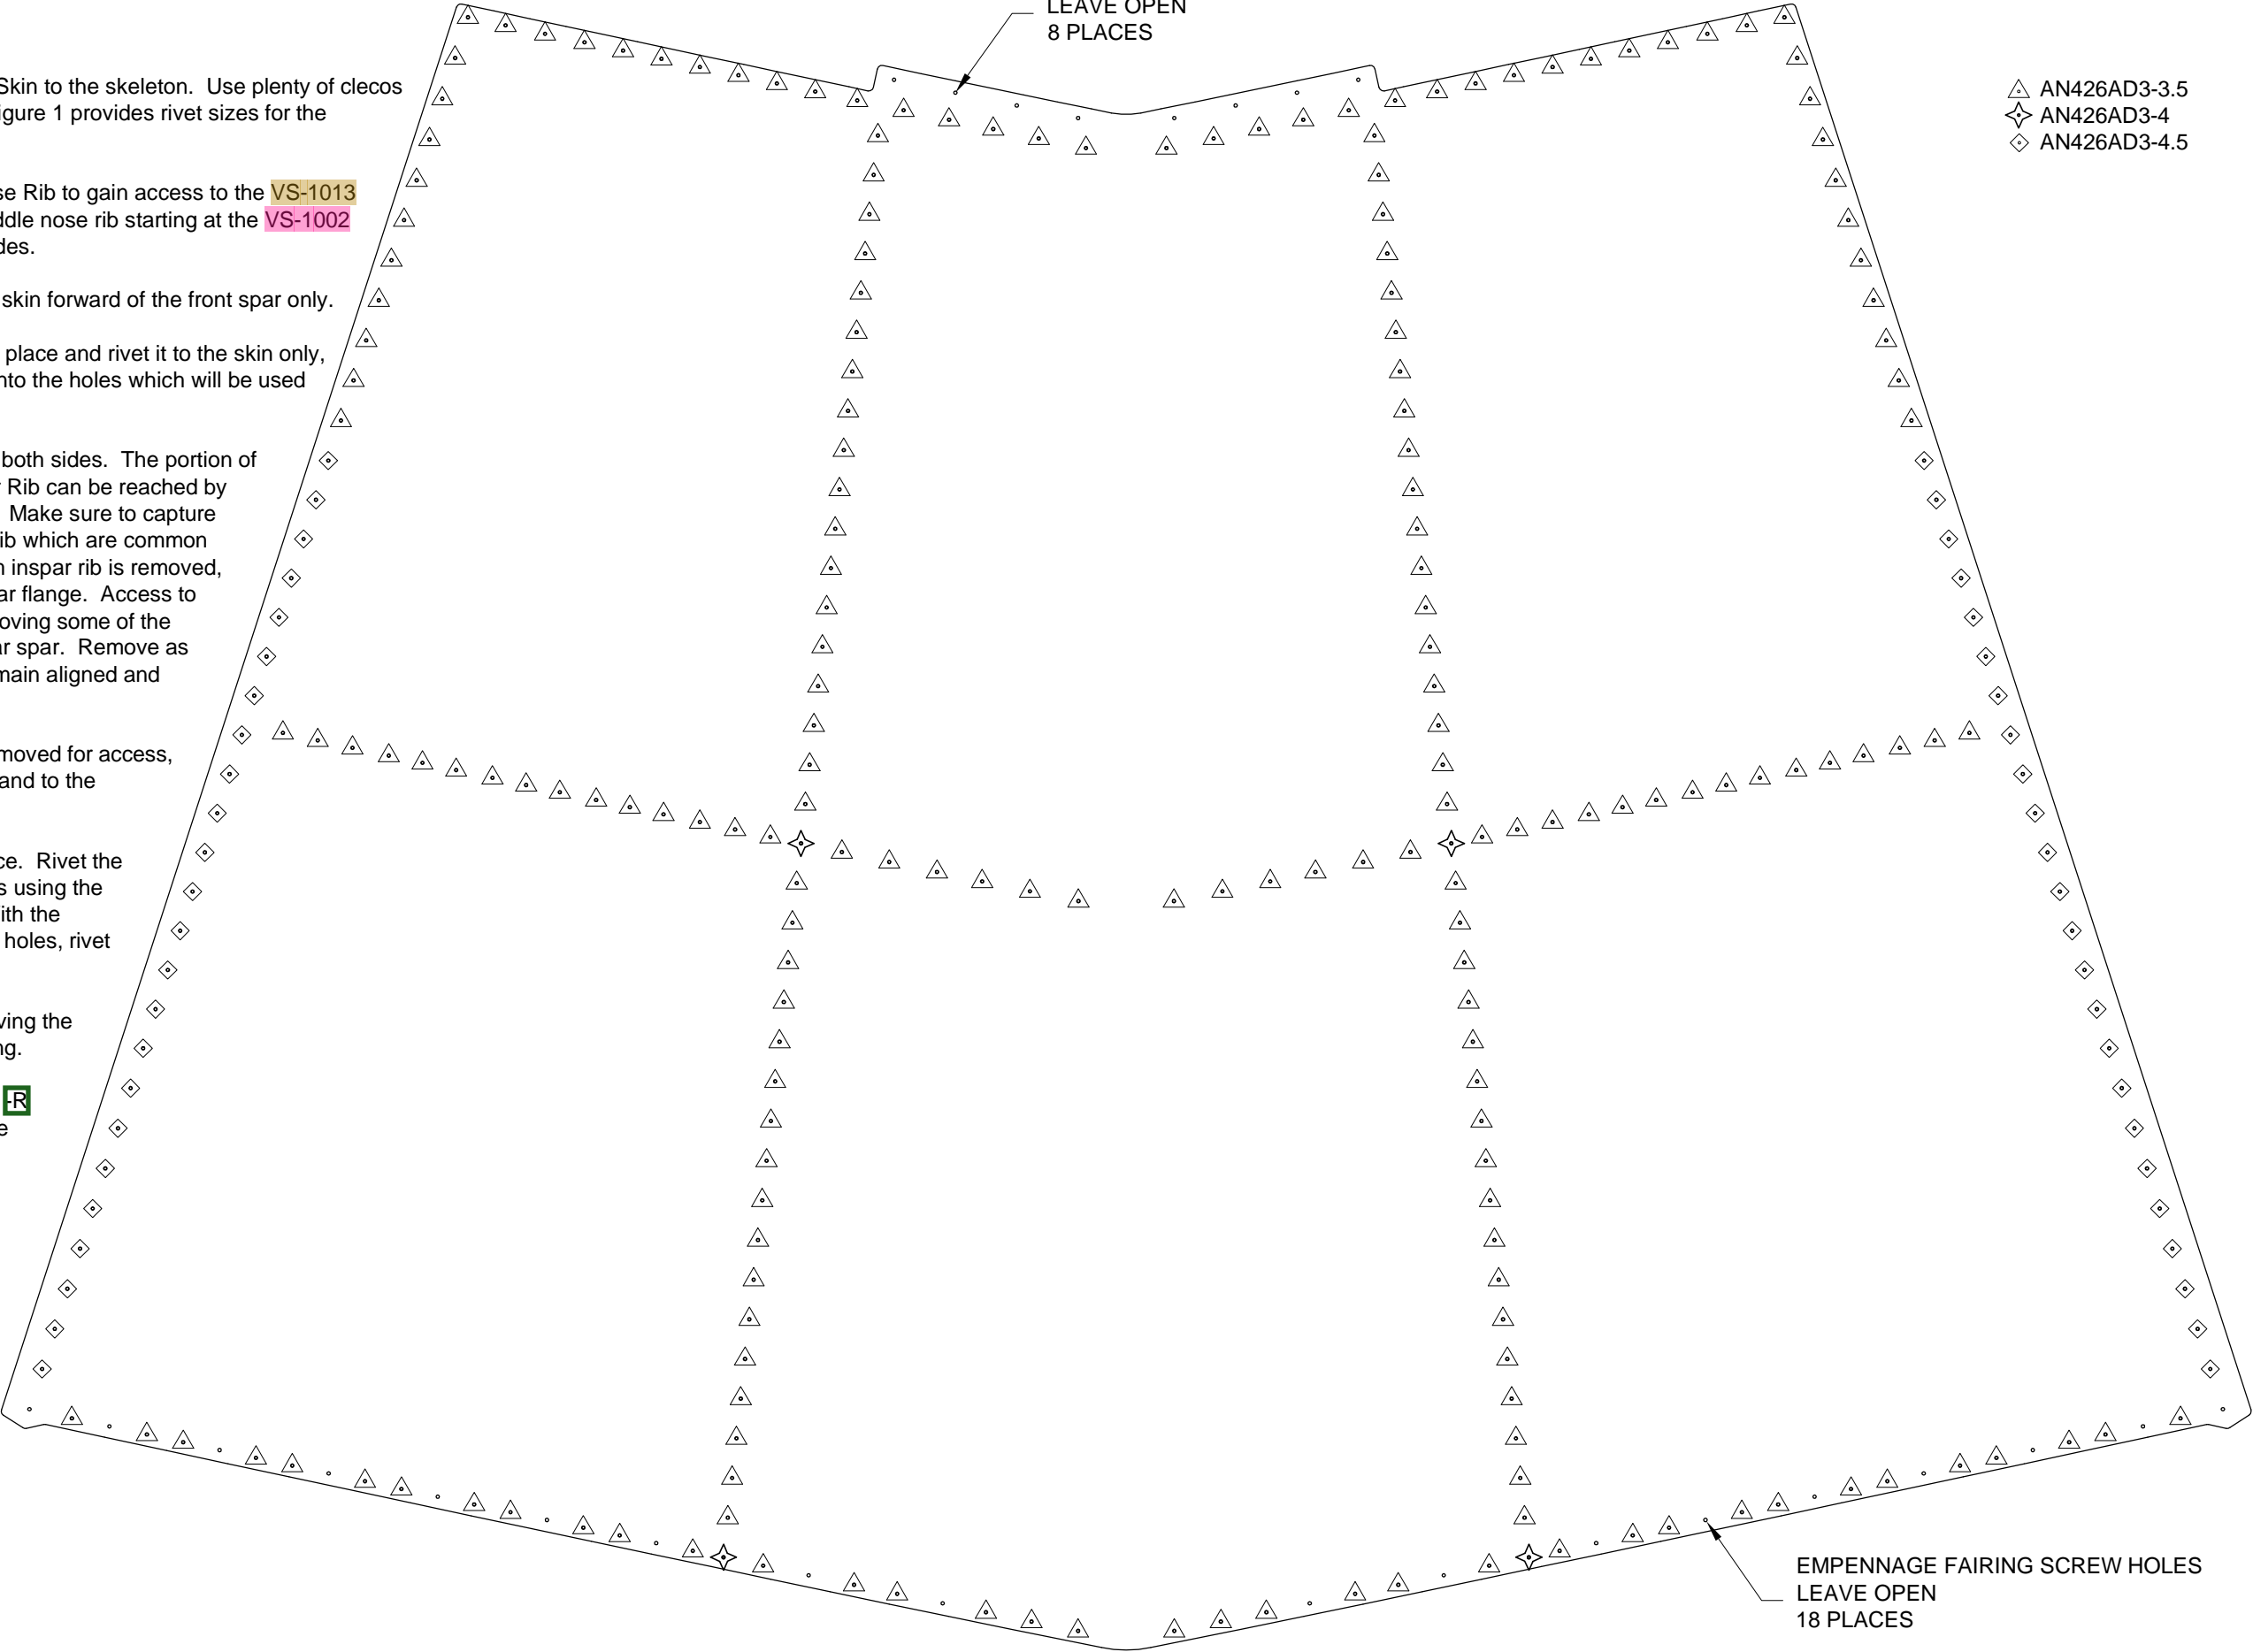 LEAVE OPEN
8 PLACES
Skin to the skeleton. Use plenty of clecos
igure 1 provides rivet sizes for the
se Rib to gain access to the VS-1013
ddle nose rib starting at the VS-1002
des.
skin forward of the front spar only.
place and rivet it to the skin only,
nto the holes which will be used
both sides. The portion of
r Rib can be reached by
Make sure to capture
ib which are common
n inspar rib is removed,
ar flange. Access to
oving some of the
ar spar. Remove as
main aligned and
moved for access,
and to the
ce. Rivet the
s using the
ith the
holes, rivet
ving the
ng.
-R
e
AN426AD3-3.5
AN426AD3-4
AN426AD3-4.5
EMPENNAGE FAIRING SCREW HOLES
LEAVE OPEN
18 PLACES